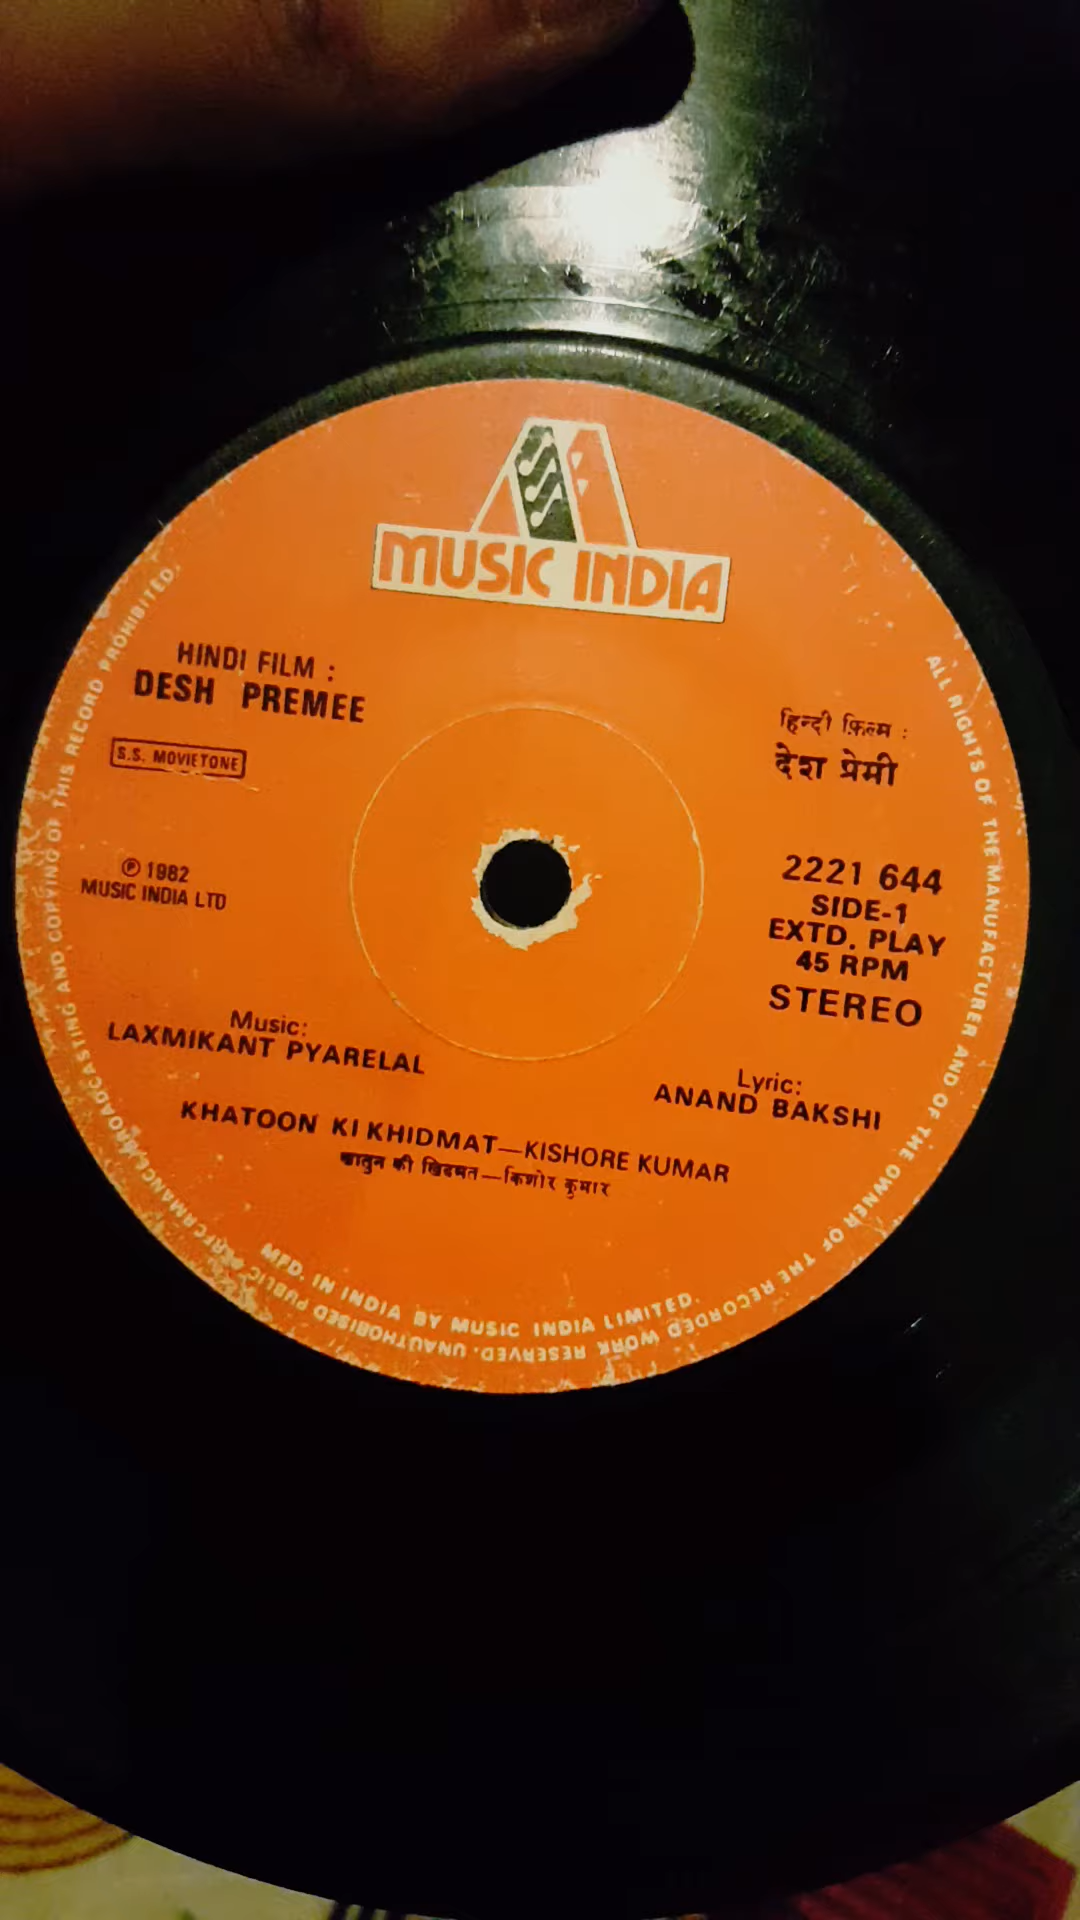 MUSIC INDIA
HINDI FILM :
DESH PREMEE
S.S. MOVIETONE
हिन्दी फ़िल्म :
देश प्रेमी
Ⓟ 1982
MUSIC INDIA LTD
2221 644
SIDE-1
EXTD. PLAY
45 RPM
STEREO
Music:
LAXMIKANT PYARELAL
Lyric:
ANAND BAKSHI
KHATOON KI KHIDMAT—KISHORE KUMAR
खातुन की खिदमत—किशोर कुमार
MFD. IN INDIA BY MUSIC INDIA LIMITED.
ALL RIGHTS OF THE MANUFACTURER AND OF THE OWNER OF THE RECORDED WORK RESERVED. UNAUTHORISED PUBLIC PERFORMANCE, BROADCASTING AND COPYING OF THIS RECORD PROHIBITED.